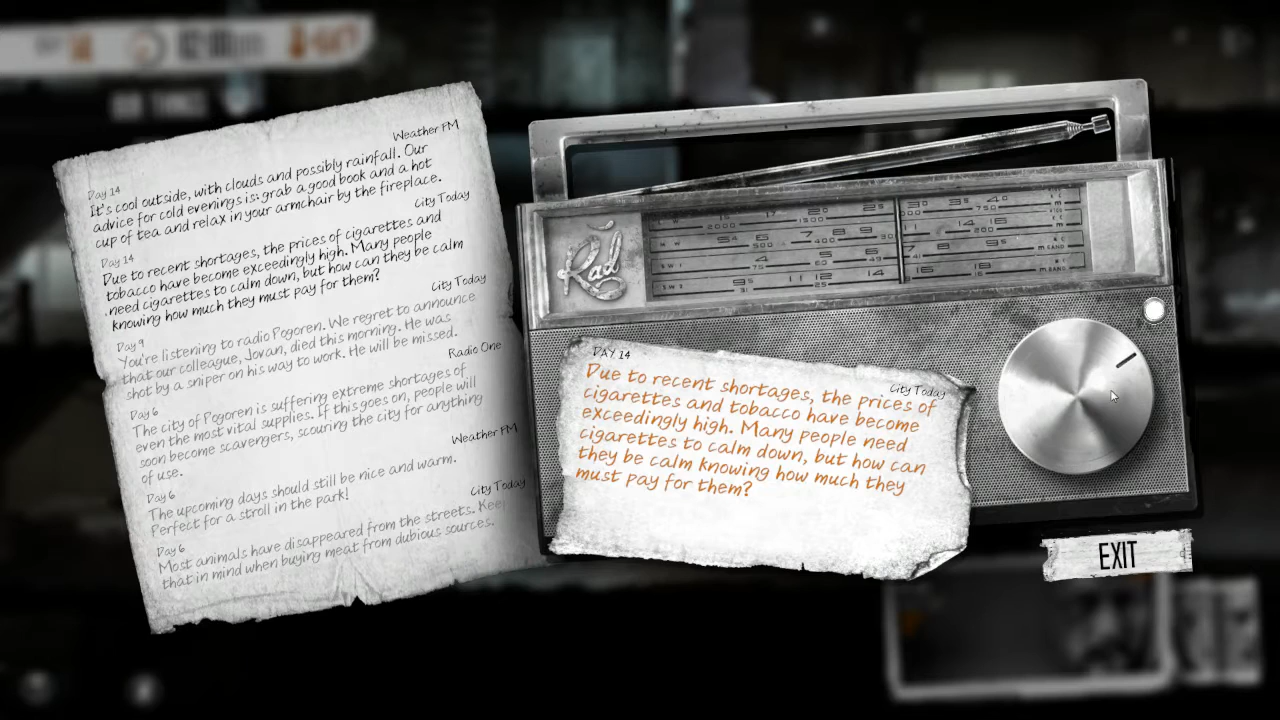 Weather FM
Day 14
It's cool outside, with clouds and possibly rainfall. Our
advice for cold evenings is: grab a good book and a hot
cup of tea and relax in your armchair by the fireplace.
City Today
Day 14
Due to recent shortages, the prices of cigarettes and
tobacco have become exceedingly high. Many people
need cigarettes to calm down, but how can they be calm
knowing how much they must pay for them?
City Today
Day 9
You're listening to radio Pogoren. We regret to announce
that our colleague, Jovan, died this morning. He was
shot by a sniper on his way to work. He will be missed.
Radio One
Day 6
The city of Pogoren is suffering extreme shortages of
even the most vital supplies. If this goes on, people will
soon become scavengers, scouring the city for anything
of use.
Weather FM
Day 6
The upcoming days should still be nice and warm.
Perfect for a stroll in the park!
City Today
Day 6
Most animals have disappeared from the streets. Keep
that in mind when buying meat from dubious sources.
Rad
DAY 14
City Today
Due to recent shortages, the prices of
cigarettes and tobacco have become
exceedingly high. Many people need
cigarettes to calm down, but how can
they be calm knowing how much they
must pay for them?
EXIT